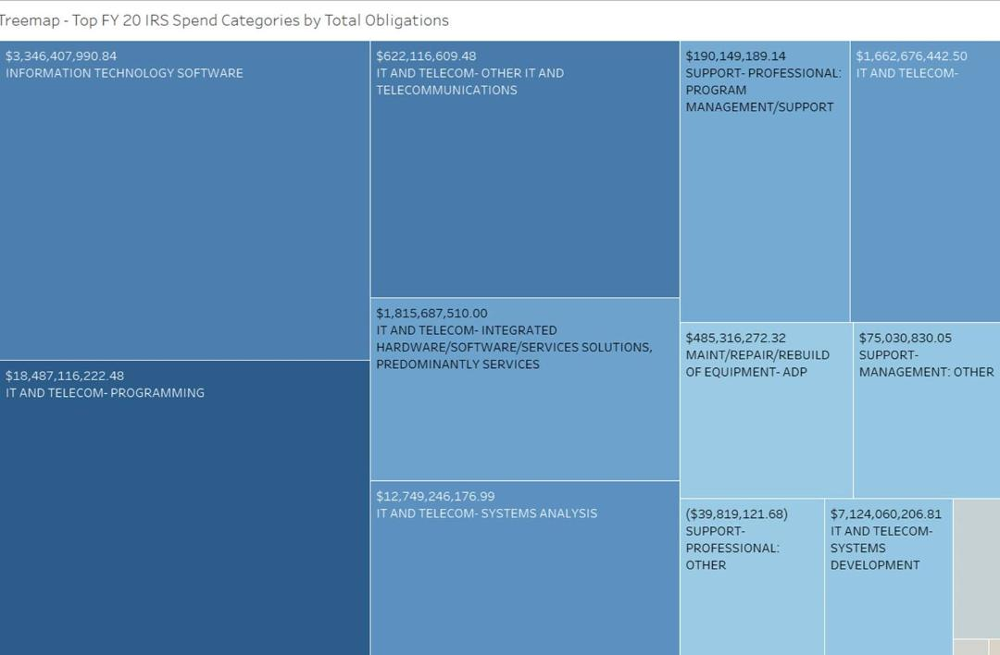 Treemap - Top FY 20 IRS Spend Categories by Total Obligations
$3,346,407,990.84
INFORMATION TECHNOLOGY SOFTWARE
$18,487,116,222.48
IT AND TELECOM- PROGRAMMING
$622,116,609.48
IT AND TELECOM- OTHER IT AND
TELECOMMUNICATIONS
$1,815,687,510.00
IT AND TELECOM- INTEGRATED
HARDWARE/SOFTWARE/SERVICES SOLUTIONS,
PREDOMINANTLY SERVICES
$12,749,246,176.99
IT AND TELECOM- SYSTEMS ANALYSIS
$190,149,189.14
SUPPORT- PROFESSIONAL:
PROGRAM
MANAGEMENT/SUPPORT
$1,662,676,442.50
IT AND TELECOM-
$485,316,272.32
MAINT/REPAIR/REBUILD
OF EQUIPMENT- ADP
$75,030,830.05
SUPPORT-
MANAGEMENT: OTHER
($39,819,121.68)
SUPPORT-
PROFESSIONAL:
OTHER
$7,124,060,206.81
IT AND TELECOM-
SYSTEMS
DEVELOPMENT